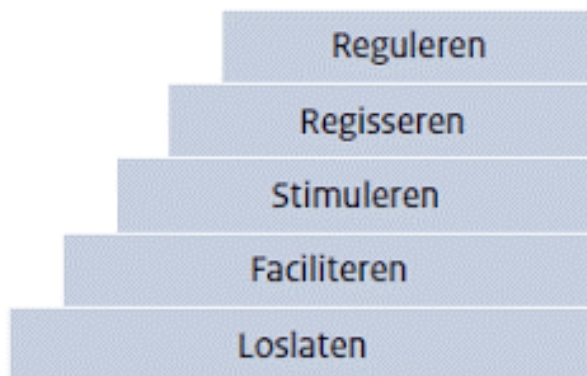 Reguleren
Regisseren
Stimuleren
Faciliteren
Loslaten